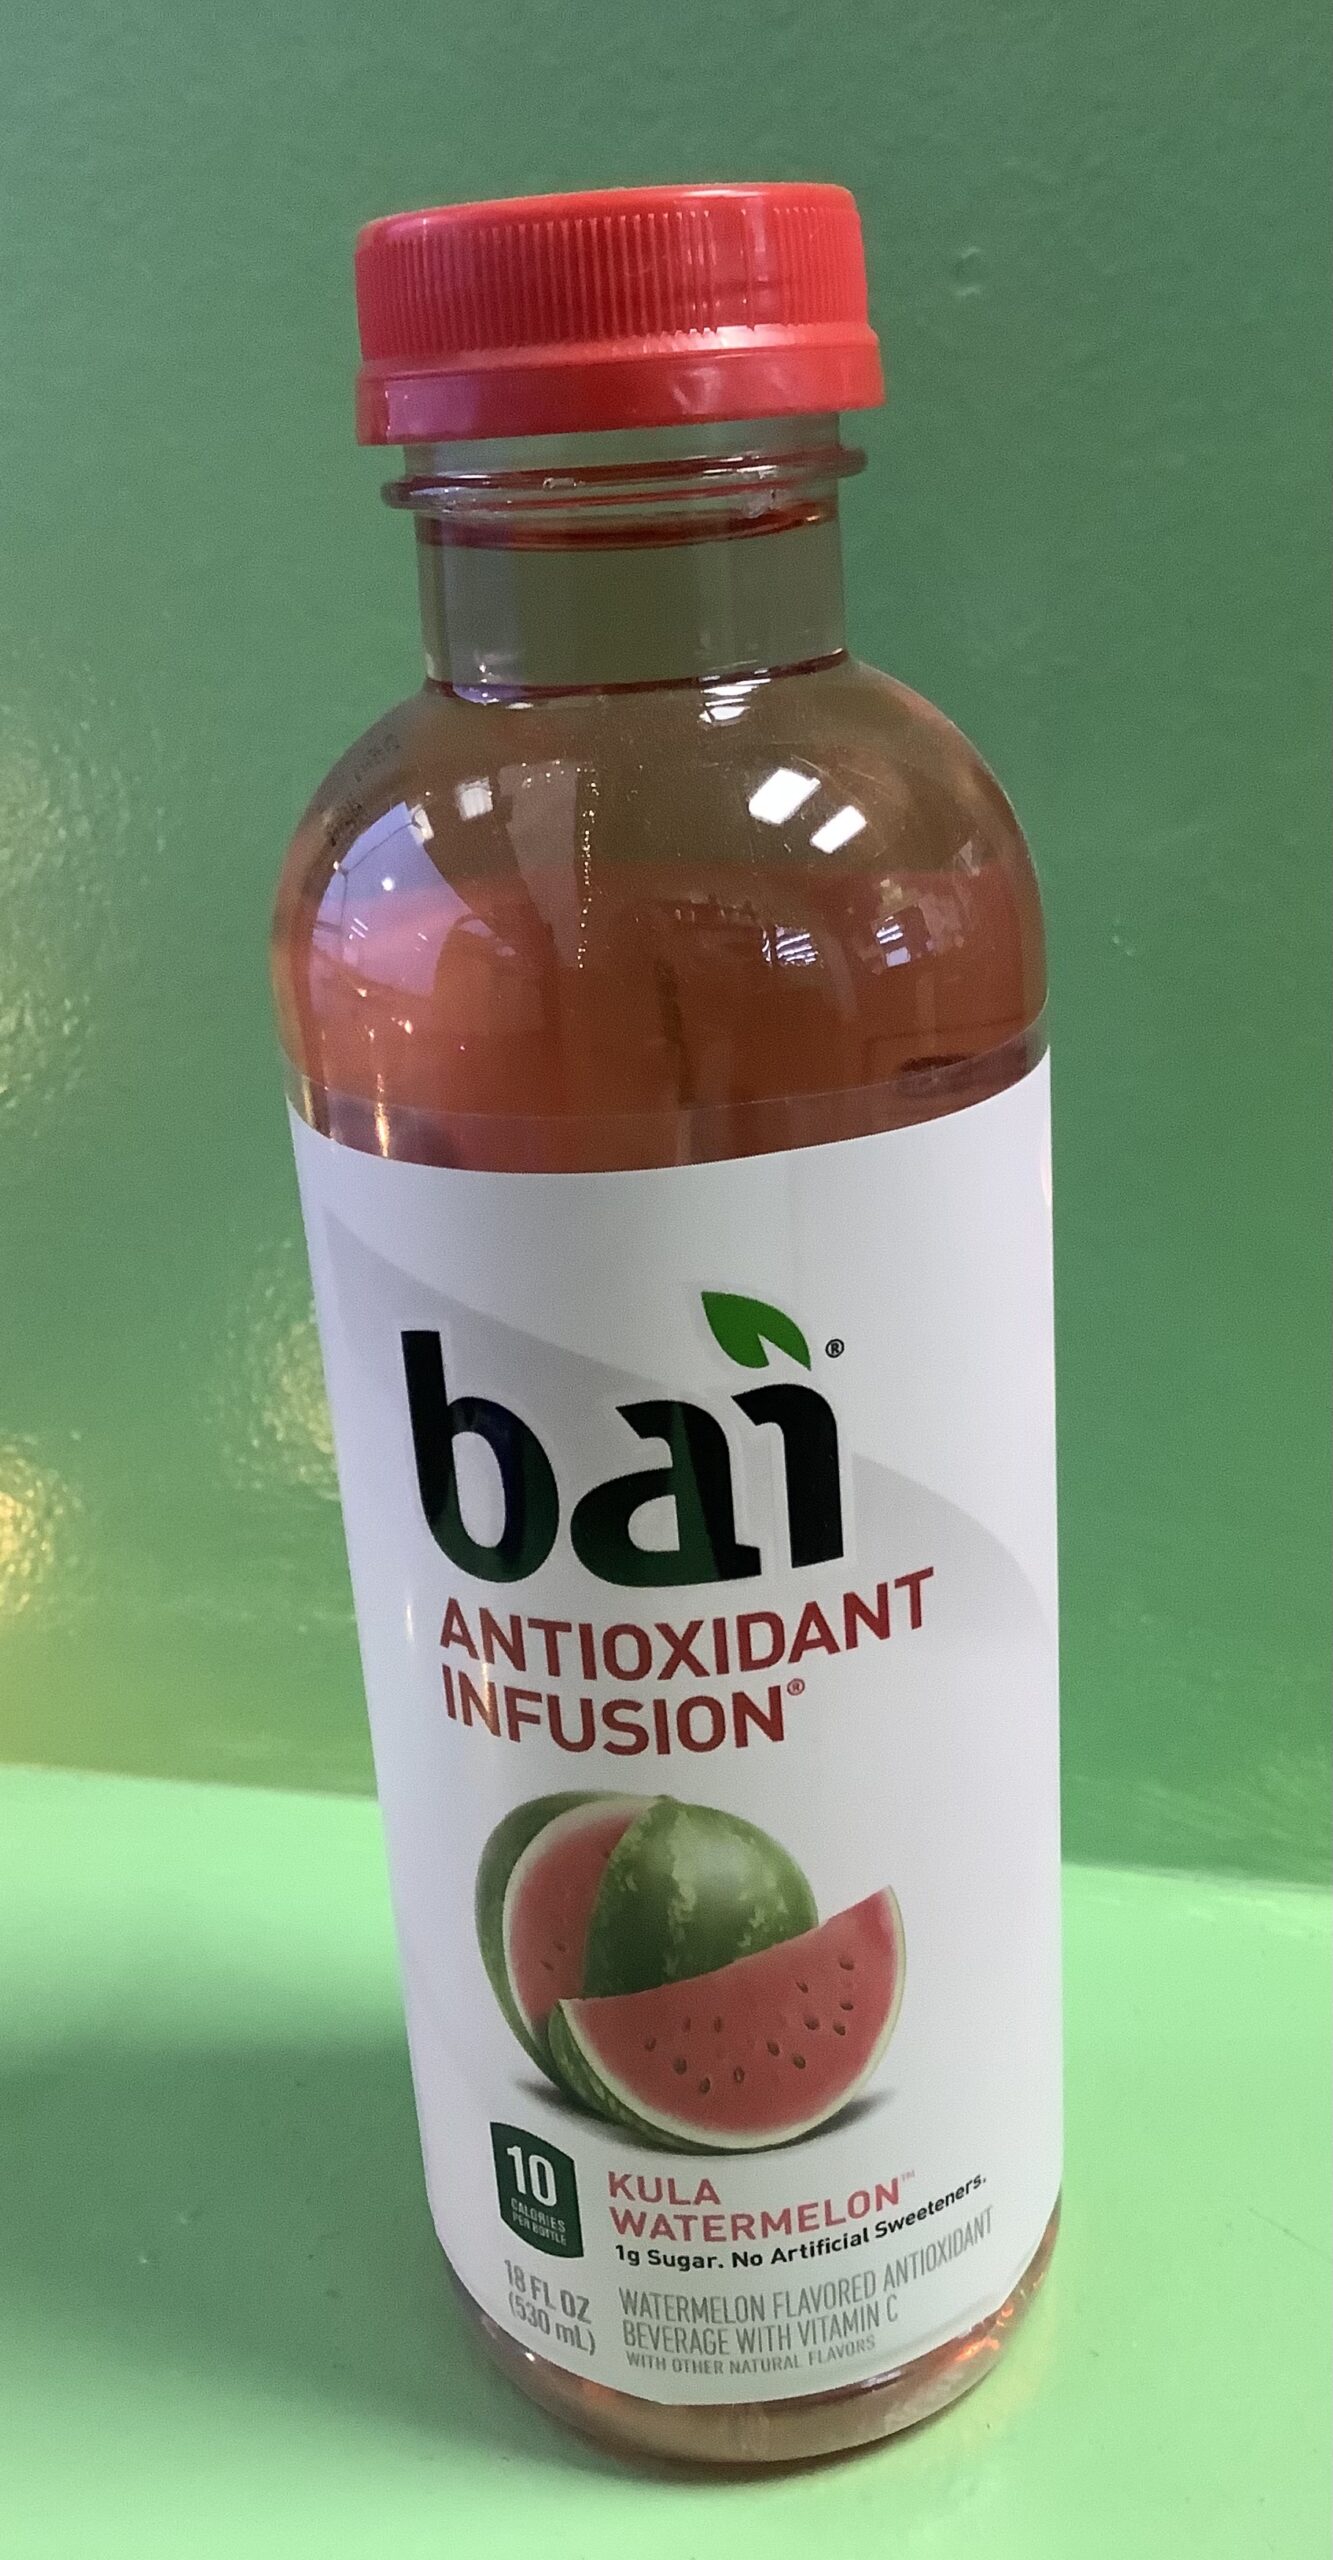 bai®
ANTIOXIDANT
INFUSION®
10
CALORIES
PER BOTTLE
KULA
WATERMELON™
1g Sugar. No Artificial Sweeteners.
18 FL OZ
(530 mL)
WATERMELON FLAVORED ANTIOXIDANT
BEVERAGE WITH VITAMIN C
WITH OTHER NATURAL FLAVORS